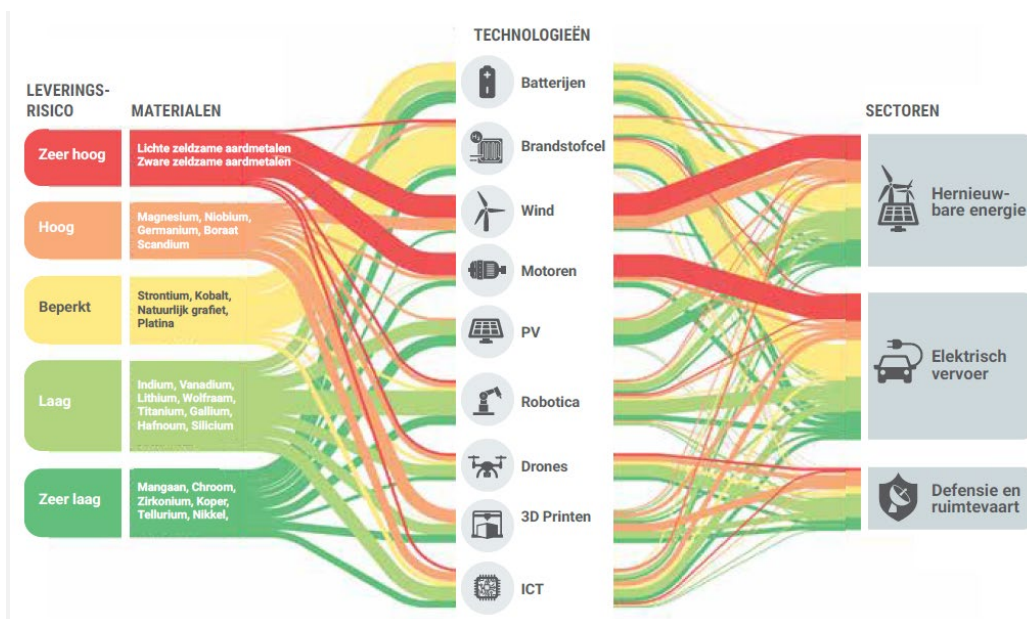 TECHNOLOGIEËN
LEVERINGS-
RISICO
MATERIALEN
SECTOREN
Zeer hoog
Lichte zeldzame aardmetalen
Zware zeldzame aardmetalen
Hoog
Magnesium, Niobium,
Germanium, Boraat
Scandium
Beperkt
Strontium, Kobalt,
Natuurlijk grafiet,
Platina
Laag
Indium, Vanadium,
Lithium, Wolfraam,
Titanium, Gallium,
Hafnoum, Silicium
Zeer laag
Mangaan, Chroom,
Zirkonium, Koper,
Tellurium, Nikkel,
Batterijen
H2
Brandstofcel
Wind
Motoren
PV
Robotica
Drones
3D Printen
ICT
Hernieuw-
bare energie
Elektrisch
vervoer
Defensie en
ruimtevaart